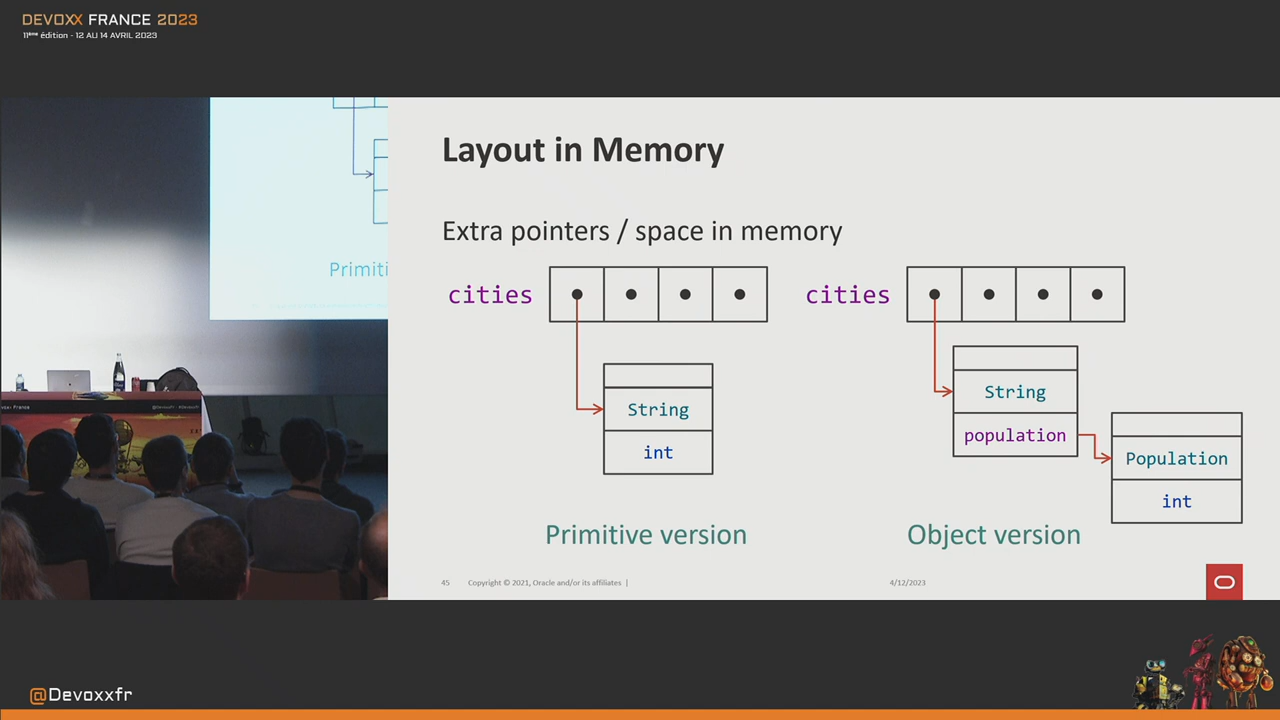 DEVOXX FRANCE 2023
11ème édition - 12 AU 14 AVRIL 2023
Layout in Memory
Extra pointers / space in memory
cities
cities
String
int
String
population
Population
int
Primitive version
Object version
45 Copyright © 2021, Oracle and/or its affiliates |
4/12/2023
Primiti
@Devoxxfr